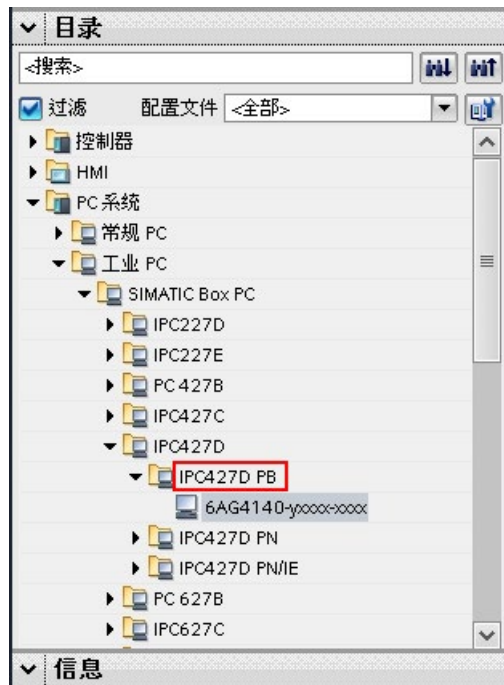 目录
<搜索>
过滤 配置文件 <全部>
控制器
HMI
PC 系统
常规 PC
工业 PC
SIMATIC Box PC
IPC227D
IPC227E
PC 427B
IPC427C
IPC427D
IPC427D PB
6AG4140-yxxxx-xxxx
IPC427D PN
IPC427D PN/IE
PC 627B
IPC627C
信息